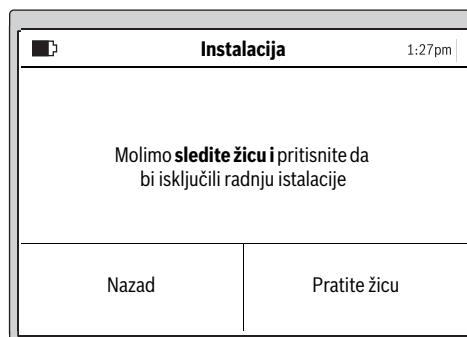 Instalacija
1:27pm
Molimo sledite žicu i pritisnite da
bi isključili radnju istalacije
Nazad
Pratite žicu